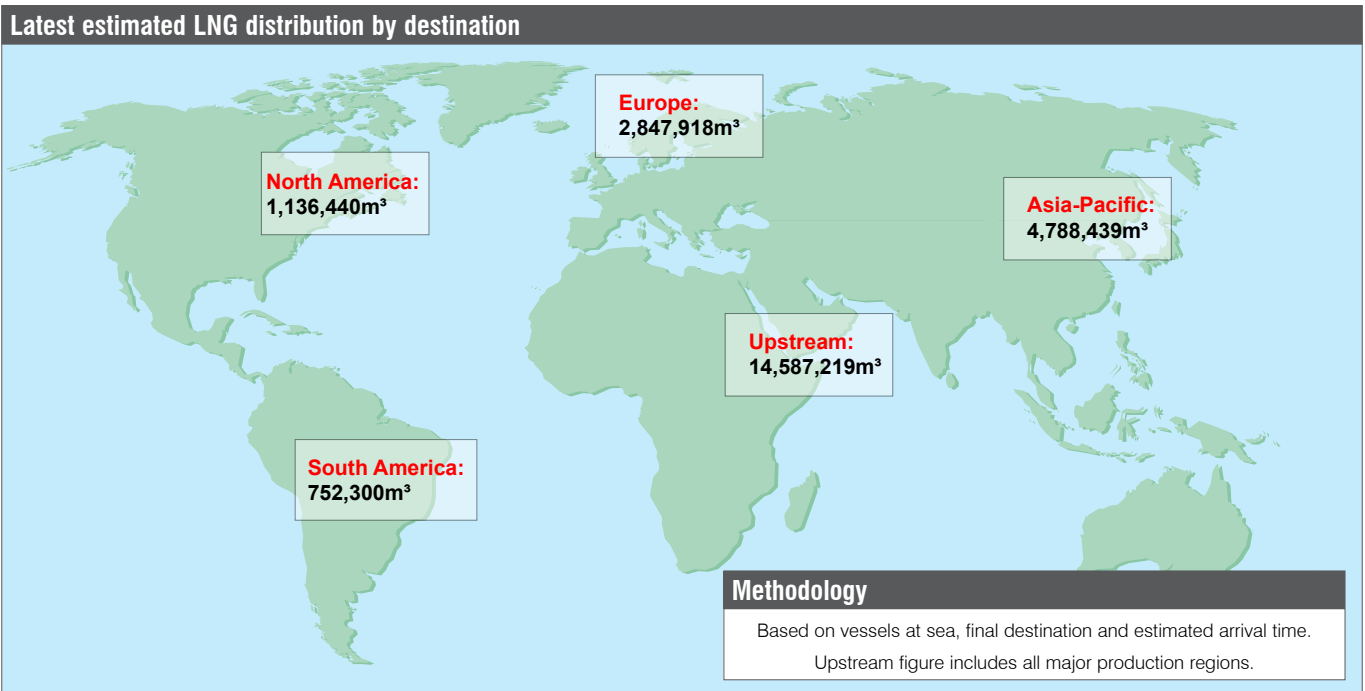 Latest estimated LNG distribution by destination
Europe:
2,847,918m³
North America:
1,136,440m³
Asia-Pacific:
4,788,439m³
Upstream:
14,587,219m³
South America:
752,300m³
Methodology
Based on vessels at sea, final destination and estimated arrival time.
Upstream figure includes all major production regions.